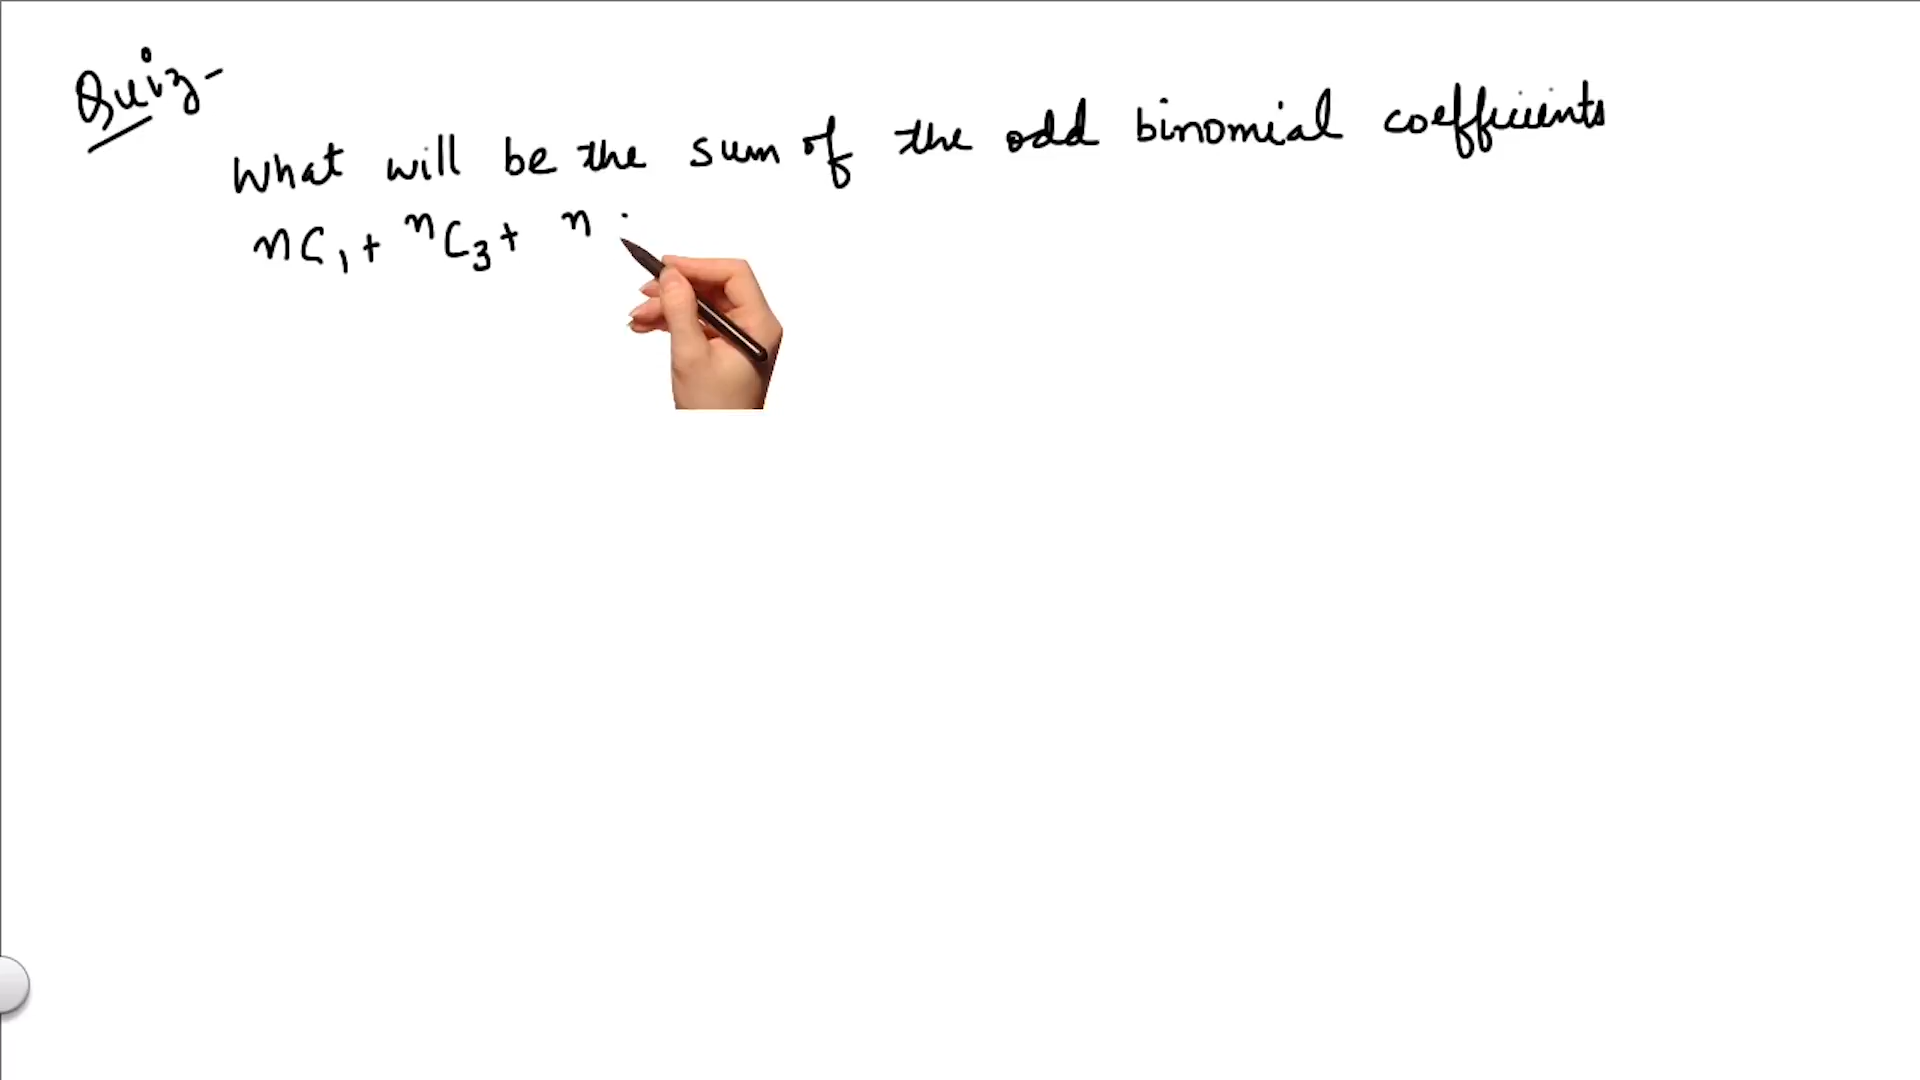 Quiz-
What will be the sum of the odd binomial coefficients
nC₁ + ⁿC₃ + ⁿ